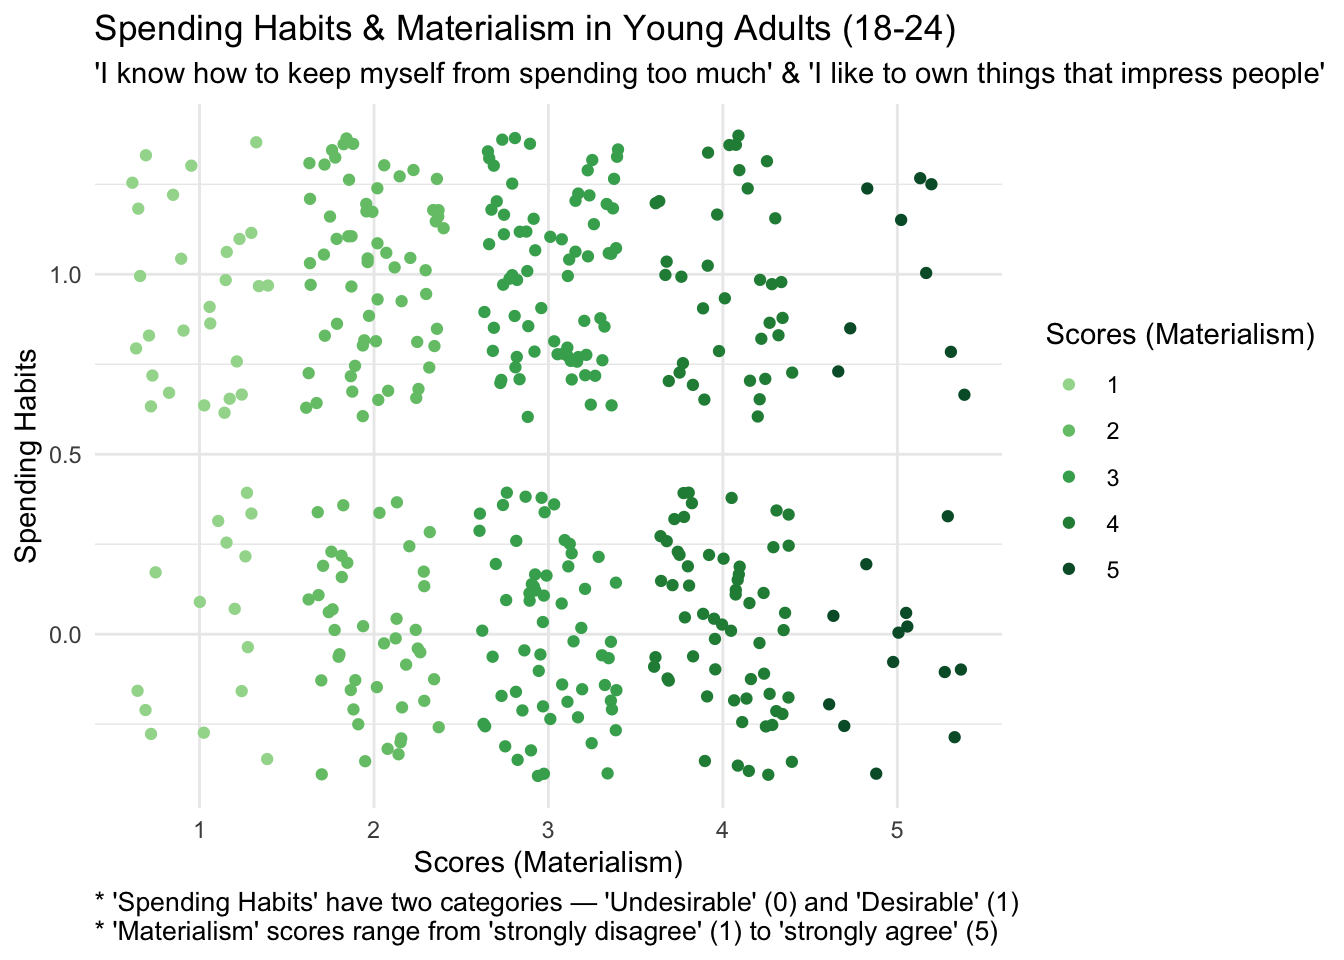 Spending Habits & Materialism in Young Adults (18-24)
'I know how to keep myself from spending too much' & 'I like to own things that impress people'
Spending Habits
1.0
0.5
0.0
1 2 3 4 5
Scores (Materialism)
Scores (Materialism)
1
2
3
4
5
* 'Spending Habits' have two categories — 'Undesirable' (0) and 'Desirable' (1)
* 'Materialism' scores range from 'strongly disagree' (1) to 'strongly agree' (5)